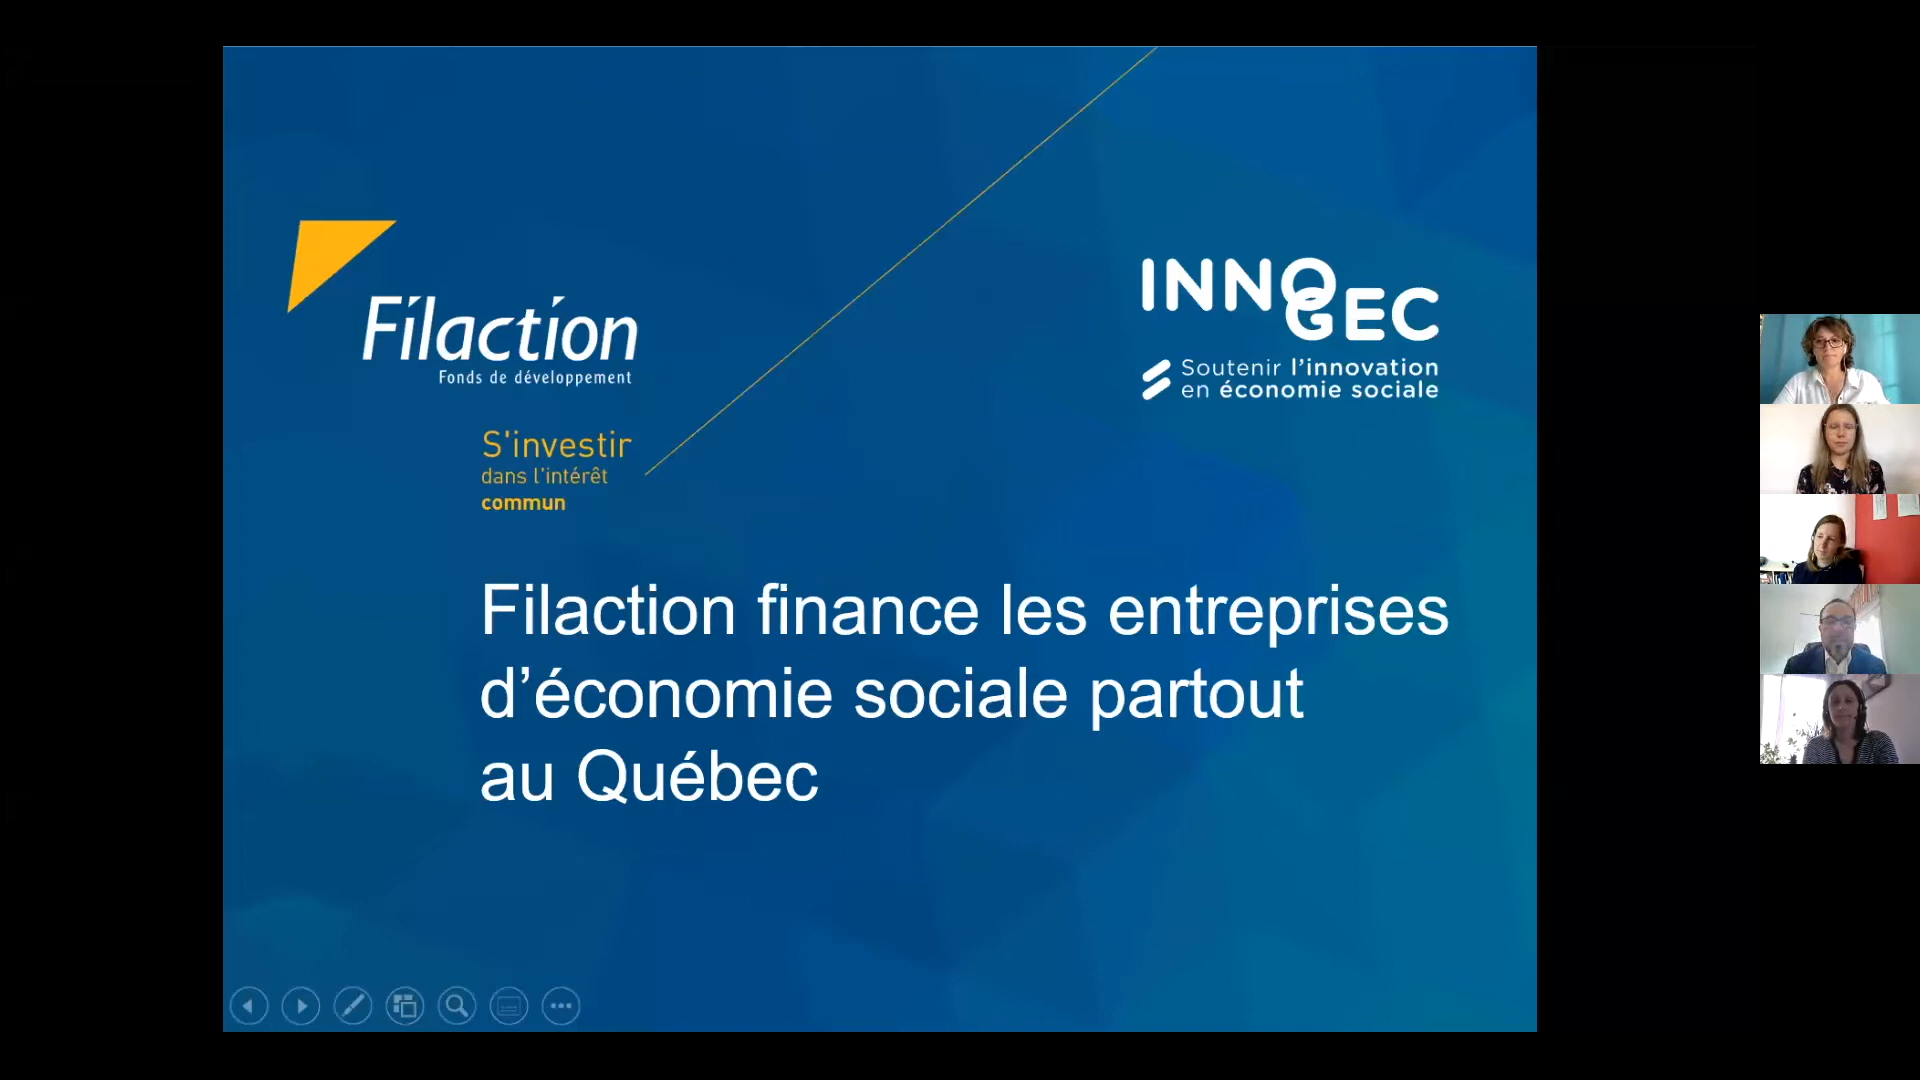 Filaction
Fonds de développement
S'investir
dans l'intérêt
commun
INNOGEC
Soutenir l'innovation
en économie sociale
Filaction finance les entreprises
d’économie sociale partout
au Québec